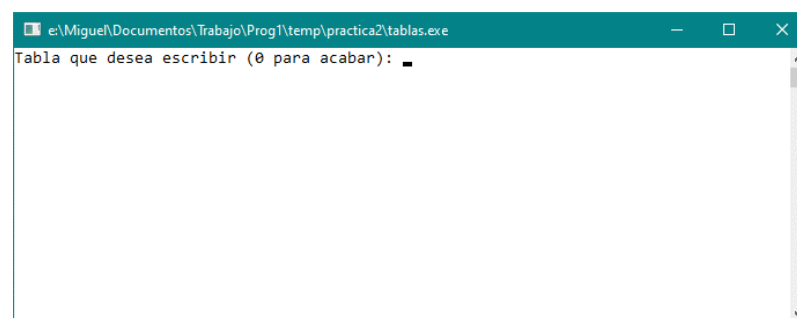 e:\Miguel\Documentos\Trabajo\Prog1\temp\practica2\tablas.exe
Tabla que desea escribir (0 para acabar):